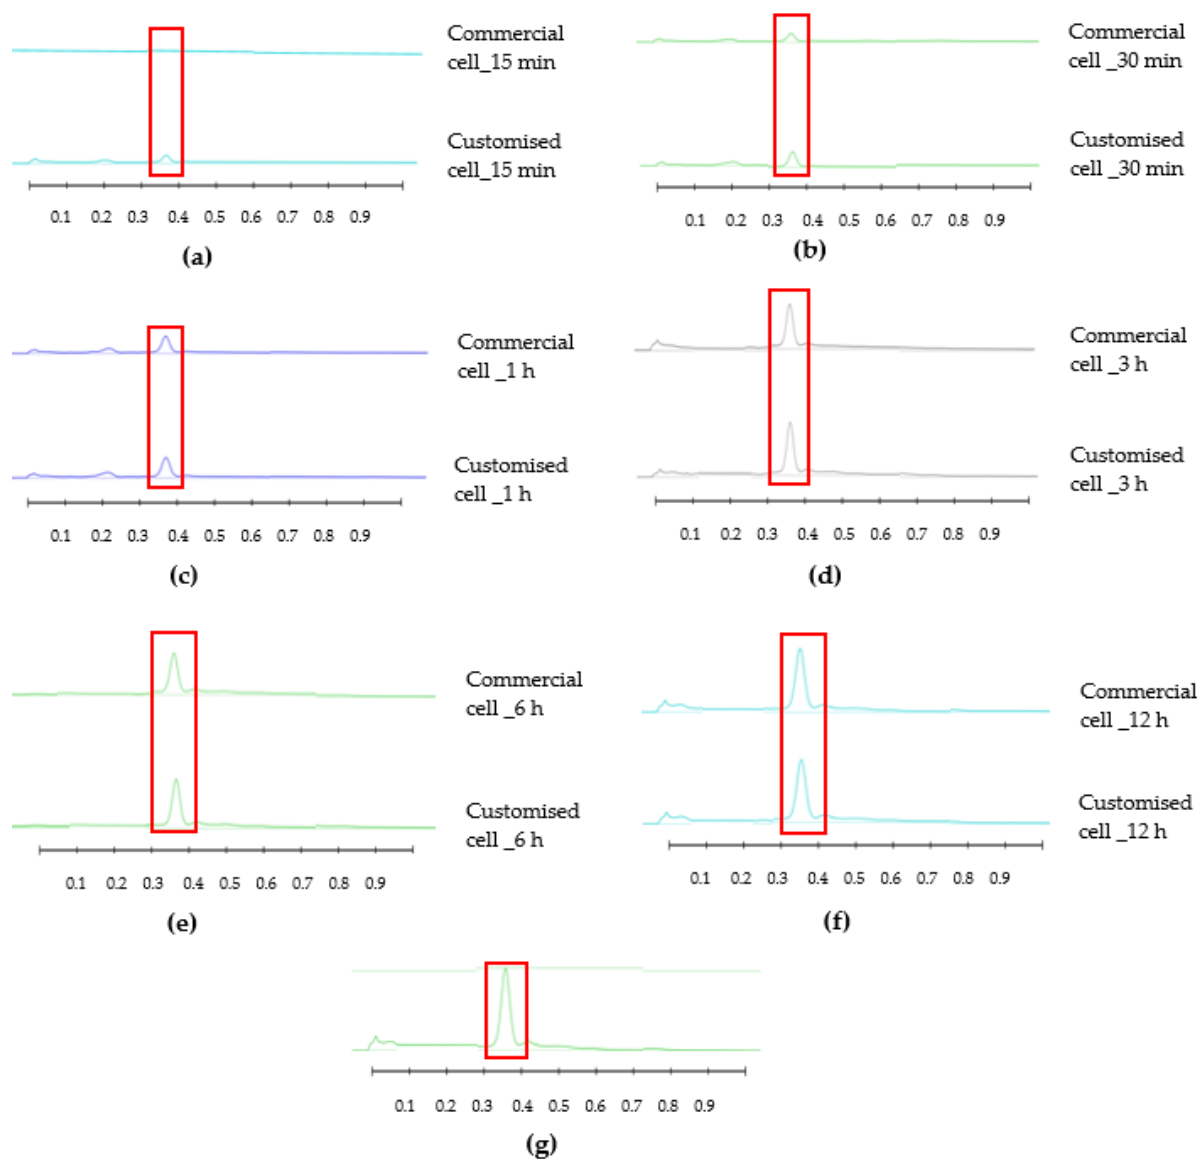 Commercial
cell_15 min
Customised
cell_15 min
0.1 0.2 0.3 0.4 0.5 0.6 0.7 0.8 0.9
(a)
Commercial
cell _30 min
Customised
cell _30 min
0.1 0.2 0.3 0.4 0.5 0.6 0.7 0.8 0.9
(b)
Commercial
cell _1 h
Customised
cell _1 h
0.1 0.2 0.3 0.4 0.5 0.6 0.7 0.8 0.9
(c)
Commercial
cell _3 h
Customised
cell _3 h
0.1 0.2 0.3 0.4 0.5 0.6 0.7 0.8 0.9
(d)
Commercial
cell _6 h
Customised
cell _6 h
0.1 0.2 0.3 0.4 0.5 0.6 0.7 0.8 0.9
(e)
Commercial
cell _12 h
Customised
cell _12 h
0.1 0.2 0.3 0.4 0.5 0.6 0.7 0.8 0.9
(f)
0.1 0.2 0.3 0.4 0.5 0.6 0.7 0.8 0.9
(g)